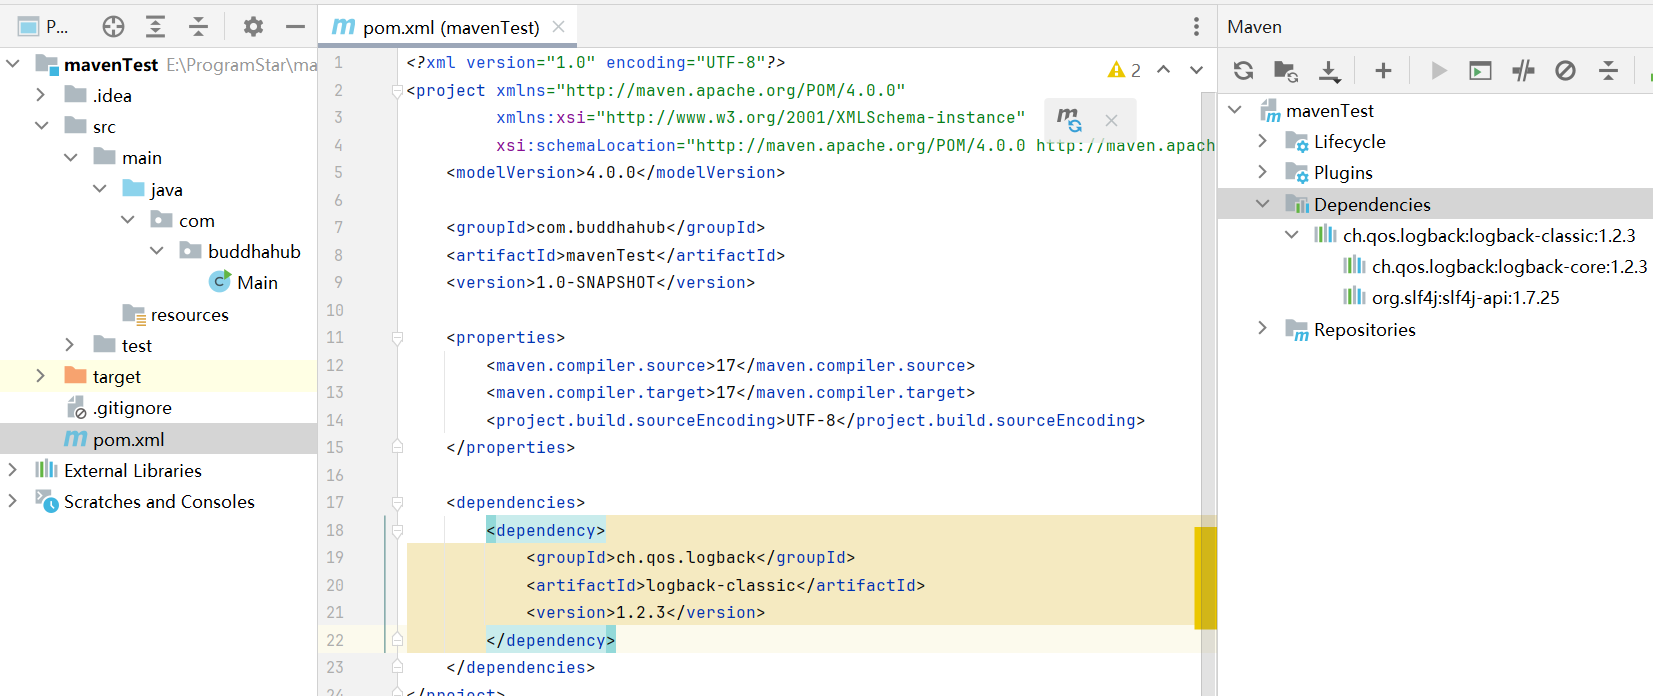 P...
mavenTest E:\ProgramStar\ma
.idea
src
main
java
com
buddhahub
Main
resources
test
target
.gitignore
pom.xml
External Libraries
Scratches and Consoles
pom.xml (mavenTest)
2
1 <?xml version="1.0" encoding="UTF-8"?>
2 <project xmlns="http://maven.apache.org/POM/4.0.0"
3 xmlns:xsi="http://www.w3.org/2001/XMLSchema-instance"
4 xsi:schemaLocation="http://maven.apache.org/POM/4.0.0 http://maven.apach
5 <modelVersion>4.0.0</modelVersion>
6
7 <groupId>com.buddhahub</groupId>
8 <artifactId>mavenTest</artifactId>
9 <version>1.0-SNAPSHOT</version>
10
11 <properties>
12 <maven.compiler.source>17</maven.compiler.source>
13 <maven.compiler.target>17</maven.compiler.target>
14 <project.build.sourceEncoding>UTF-8</project.build.sourceEncoding>
15 </properties>
16
17 <dependencies>
18 <dependency>
19 <groupId>ch.qos.logback</groupId>
20 <artifactId>logback-classic</artifactId>
21 <version>1.2.3</version>
22 </dependency>
23 </dependencies>
24 </project>
Maven
mavenTest
Lifecycle
Plugins
Dependencies
ch.qos.logback:logback-classic:1.2.3
ch.qos.logback:logback-core:1.2.3
org.slf4j:slf4j-api:1.7.25
Repositories